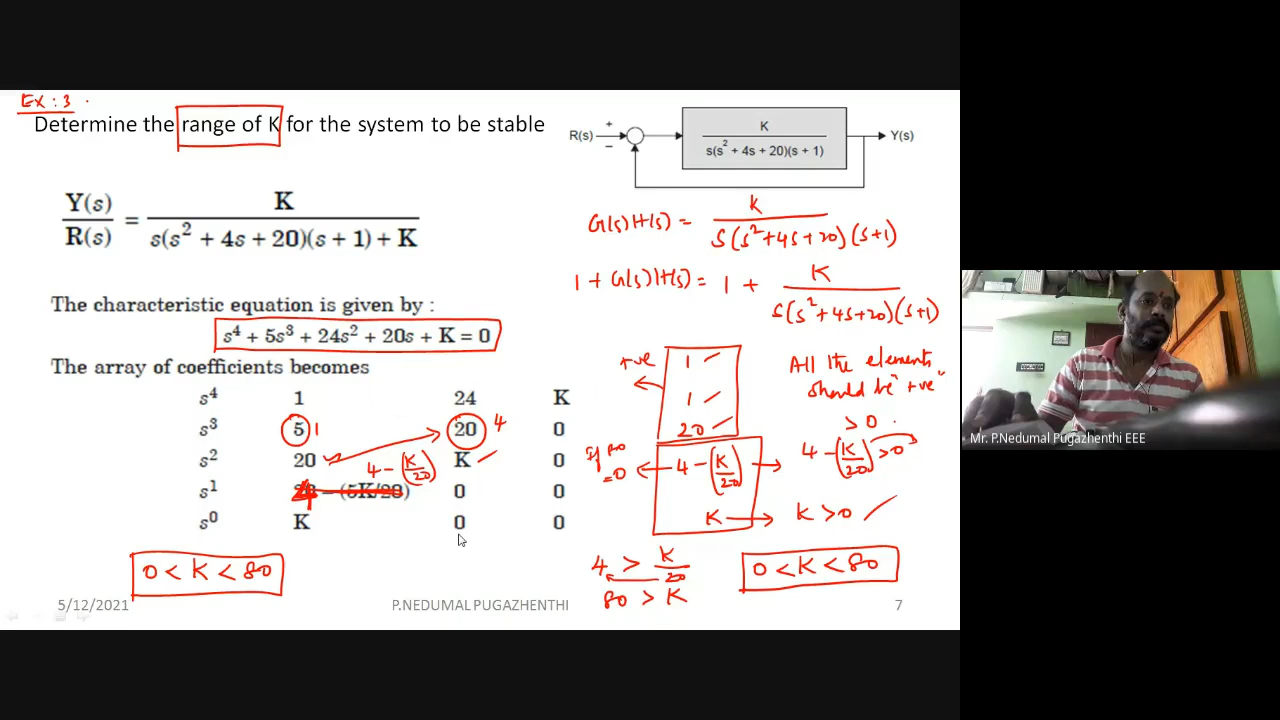 EX : 3 .
Determine the range of K for the system to be stable
R(s) + − K / s(s² + 4s + 20)(s + 1) Y(s)
Y(s)/R(s) = K / s(s² + 4s + 20)(s + 1) + K
G(s)H(s) = K / s(s²+4s+20)(s+1)
1 + G(s)H(s) = 1 + K / s(s²+4s+20)(s+1)
The characteristic equation is given by :
s⁴ + 5s³ + 24s² + 20s + K = 0
The array of coefficients becomes
s⁴ 1 24 K
s³ 5 1 20 4 0
s² 20 K 0
4 − (K/20)
s¹ 4 − (5K/20) 0 0
s⁰ K 0 0
0 < K < 80
+ve
1
1
20
All the elements
should be "+ve"
> 0 .
If no
=0
4 − (K/20)
4 − (K/20) > 0
K
K > 0
4 > K/20
80 > K
0 < K < 80
5/12/2021 P.NEDUMAL PUGAZHENTHI 7
Mr. P.Nedumal Pugazhenthi EEE